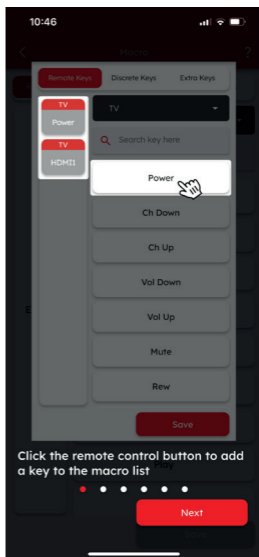 10:46
Macro
?
Remote Keys
Discrete Keys
Extra Keys
TV
Power
TV
HDMI1
TV
Search key here
Power
Ch Down
Ch Up
Vol Down
Vol Up
Mute
Rew
E
Save
Click the remote control button to add
a key to the macro list
Play
Next
Save